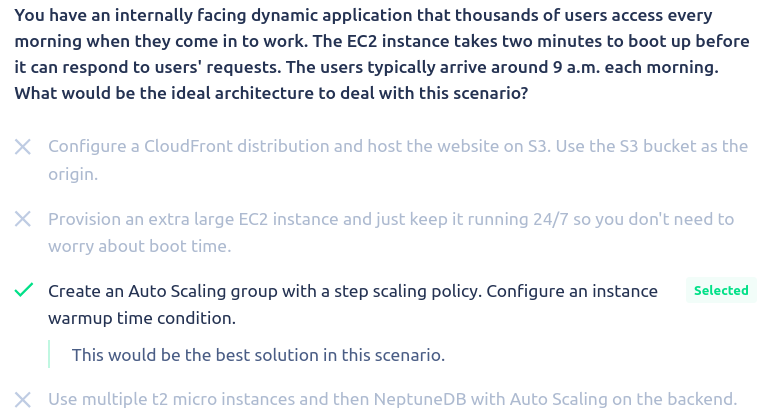 You have an internally facing dynamic application that thousands of users access every
morning when they come in to work. The EC2 instance takes two minutes to boot up before
it can respond to users' requests. The users typically arrive around 9 a.m. each morning.
What would be the ideal architecture to deal with this scenario?
Configure a CloudFront distribution and host the website on S3. Use the S3 bucket as the
origin.
Provision an extra large EC2 instance and just keep it running 24/7 so you don't need to
worry about boot time.
Create an Auto Scaling group with a step scaling policy. Configure an instance
warmup time condition.
Selected
This would be the best solution in this scenario.
Use multiple t2 micro instances and then NeptuneDB with Auto Scaling on the backend.